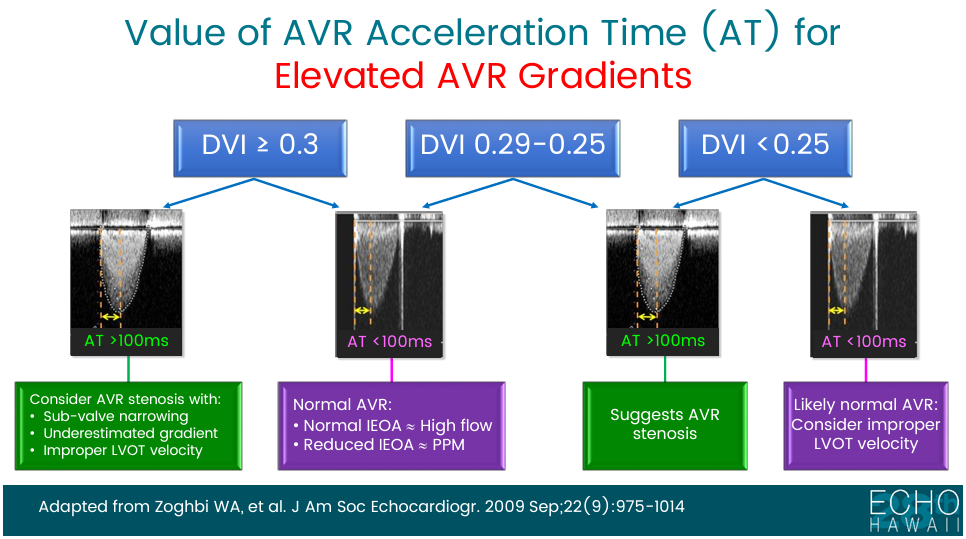 Value of AVR Acceleration Time (AT) for
Elevated AVR Gradients
DVI ≥ 0.3
DVI 0.29-0.25
DVI <0.25
AT >100ms
AT <100ms
AT >100ms
AT <100ms
Consider AVR stenosis with:
• Sub-valve narrowing
• Underestimated gradient
• Improper LVOT velocity
Normal AVR:
• Normal IEOA ≈ High flow
• Reduced IEOA ≈ PPM
Suggests AVR
stenosis
Likely normal AVR:
Consider improper
LVOT velocity
Adapted from Zoghbi WA, et al. J Am Soc Echocardiogr. 2009 Sep;22(9):975-1014
ECHO
HAWAII